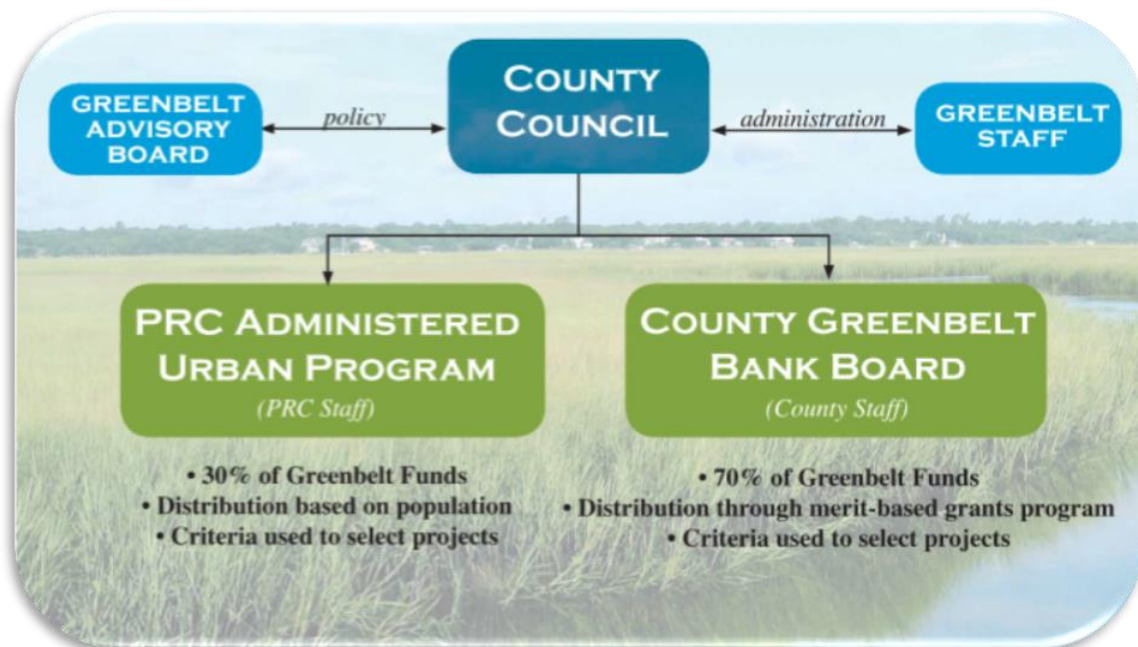 COUNTY
COUNCIL
GREENBELT
ADVISORY
BOARD
policy
administration
GREENBELT
STAFF
PRC ADMINISTERED
URBAN PROGRAM
(PRC Staff)
COUNTY GREENBELT
BANK BOARD
(County Staff)
• 30% of Greenbelt Funds
• Distribution based on population
• Criteria used to select projects
• 70% of Greenbelt Funds
• Distribution through merit-based grants program
• Criteria used to select projects